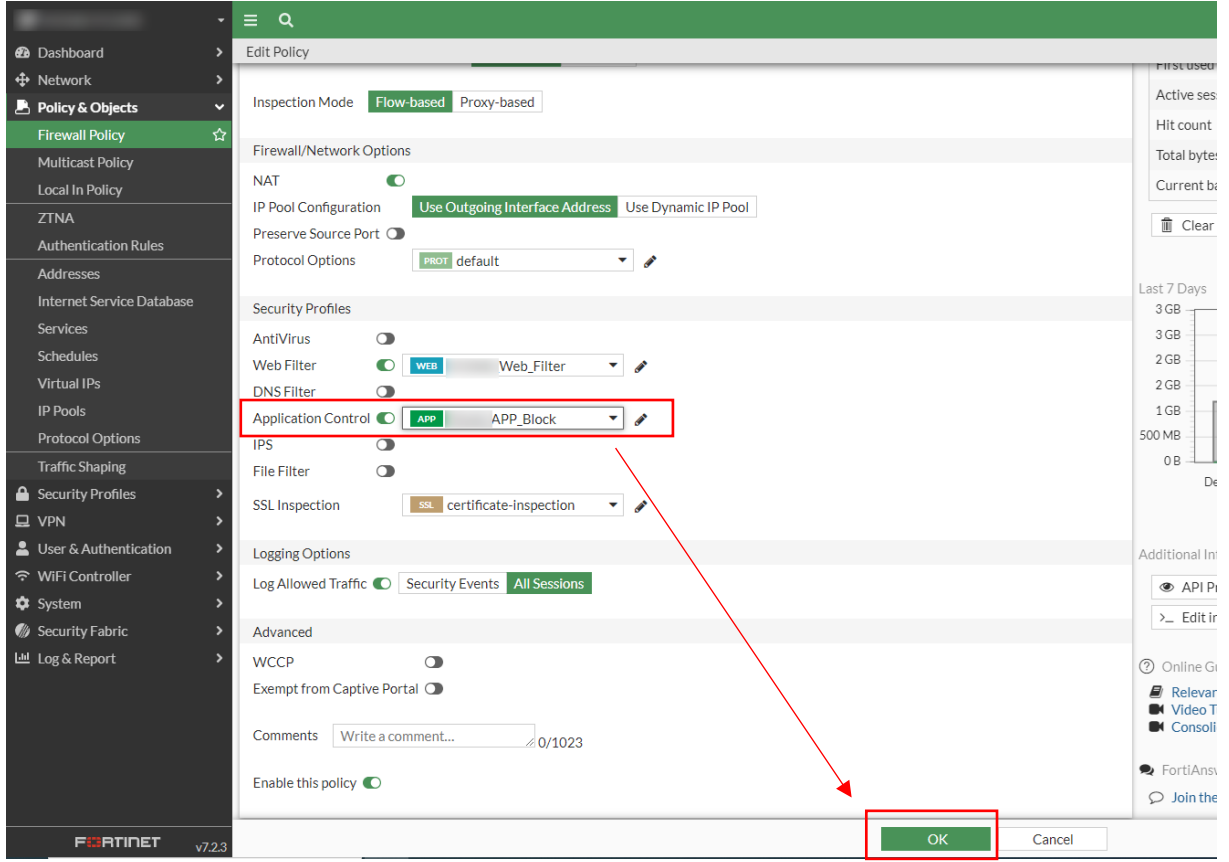 Dashboard
Network
Policy & Objects
Firewall Policy
Multicast Policy
Local In Policy
ZTNA
Authentication Rules
Addresses
Internet Service Database
Services
Schedules
Virtual IPs
IP Pools
Protocol Options
Traffic Shaping
Security Profiles
VPN
User & Authentication
WiFi Controller
System
Security Fabric
Log & Report
FORTINET v7.2.3
Edit Policy
Inspection Mode Flow-based Proxy-based
Firewall/Network Options
NAT
IP Pool Configuration Use Outgoing Interface Address Use Dynamic IP Pool
Preserve Source Port
Protocol Options PROT default
Security Profiles
AntiVirus
Web Filter WEB Web_Filter
DNS Filter
Application Control APP APP_Block
IPS
File Filter
SSL Inspection SSL certificate-inspection
Logging Options
Log Allowed Traffic Security Events All Sessions
Advanced
WCCP
Exempt from Captive Portal
Comments Write a comment... 0/1023
Enable this policy
OK Cancel
First used
Active ses
Hit count
Total bytes
Current ba
Clear
Last 7 Days
3 GB
3 GB
2 GB
2 GB
1 GB
500 MB
0 B
De
Additional In
API P
>_ Edit in
Online G
Relevan
Video T
Consoli
FortiAnsw
Join the